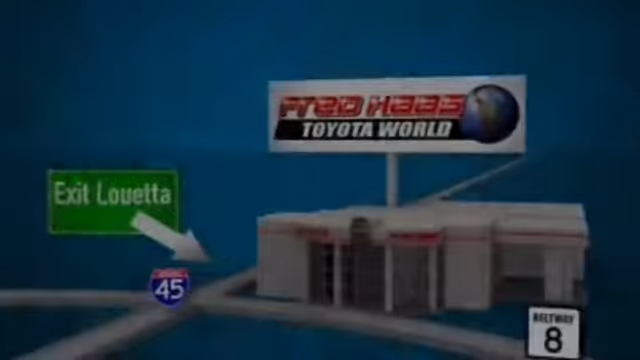 Fred Haas
TOYOTA WORLD
Exit Louetta
45
BELTWAY
8